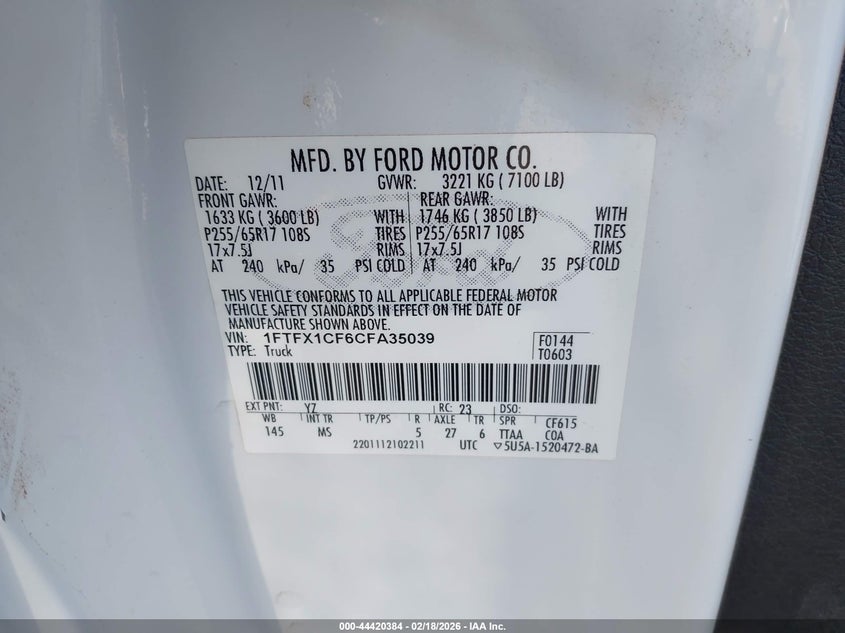 MFD. BY FORD MOTOR CO.
DATE: 12/11 GVWR: 3221 KG ( 7100 LB)
FRONT GAWR: REAR GAWR:
1633 KG ( 3600 LB) WITH 1746 KG ( 3850 LB) WITH
P255/65R17 108S TIRES P255/65R17 108S TIRES
17x7.5J RIMS 17x7.5J RIMS
AT 240 kPa/ 35 PSI COLD AT 240 kPa/ 35 PSI COLD
THIS VEHICLE CONFORMS TO ALL APPLICABLE FEDERAL MOTOR
VEHICLE SAFETY STANDARDS IN EFFECT ON THE DATE OF
MANUFACTURE SHOWN ABOVE.
VIN: 1FTFX1CF6CFA35039 F0144
TYPE: Truck T0603
EXT PNT: YZ RC: 23 DSO:
WB INT TR TP/PS R AXLE TR SPR CF615
145 MS 5 27 6 TTAA COA
2201112102211 UTC ▽5U5A-1520472-BA
000-44420384 - 02/18/2026 - IAA Inc.